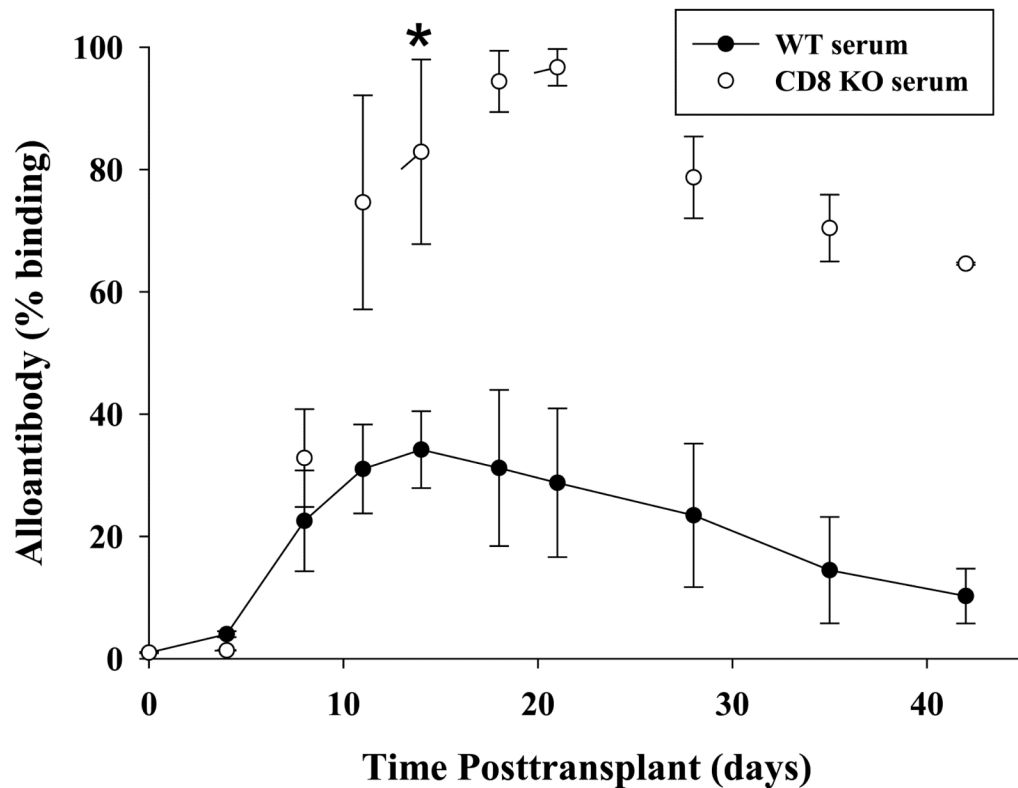 *
WT serum
CD8 KO serum
Alloantibody (% binding)
100
80
60
40
20
0
0 10 20 30 40
Time Posttransplant (days)